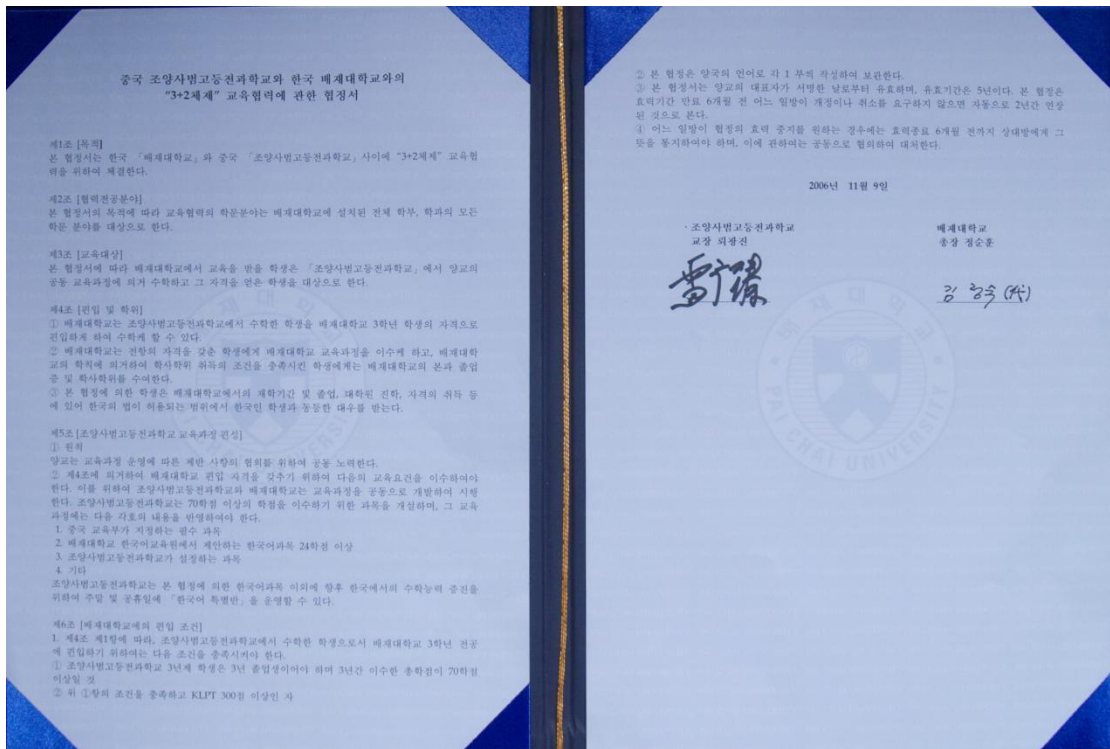 중국 조양사범고등전과학교와 한국 배재대학교와의
“3+2체제” 교육협력에 관한 협정서
제1조 [목적]
본 협정서는 한국 「배재대학교」와 중국 「조양사범고등전과학교」 사이에 “3+2체제” 교육협
력을 위하여 체결한다.
제2조 [협력전공분야]
본 협정서의 목적에 따라 교육협력의 학문분야는 배재대학교에 설치된 전체 학부, 학과의 모든
학문 분야를 대상으로 한다.
제3조 [교육대상]
본 협정서에 따라 배재대학교에서 교육을 받을 학생은 「조양사범고등전과학교」에서 양교의
공동 교육과정에 의거 수학하고 그 자격을 얻은 학생을 대상으로 한다.
제4조 [편입 및 학위]
① 배재대학교는 조양사범고등전과학교에서 수학한 학생을 배재대학교 3학년 학생의 자격으로
편입하게 하여 수학케 할 수 있다.
② 배재대학교는 전항의 자격을 갖춘 학생에게 배재대학교 교육과정을 이수케 하고, 배재대학
교의 학칙에 의거하여 학사학위 취득의 조건을 충족시킨 학생에게는 배재대학교의 본과 졸업
증 및 학사학위를 수여한다.
③ 본 협정에 의한 학생은 배재대학교에서의 재학기간 및 졸업, 대학원 진학, 자격의 취득 등
에 있어 한국의 법이 허용되는 범위에서 한국인 학생과 동등한 대우를 받는다.
제5조 [조양사범고등전과학교 교육과정 편성]
① 원칙
양교는 교육과정 운영에 따른 제반 사항의 협의를 위하여 공동 노력한다.
② 제4조에 의거하여 배재대학교 편입 자격을 갖추기 위하여 다음의 교육요건을 이수하여야
한다. 이를 위하여 조양사범고등전과학교와 배재대학교는 교육과정을 공동으로 개발하여 시행
한다. 조양사범고등전과학교는 70학점 이상의 학점을 이수하기 위한 과목을 개설하며, 그 교육
과정에는 다음 각호의 내용을 반영하여야 한다.
1. 중국 교육부가 지정하는 필수 과목
2. 배재대학교 한국어교육원에서 제안하는 한국어과목 24학점 이상
3. 조양사범고등전과학교가 설정하는 과목
4. 기타
조양사범고등전과학교는 본 협정에 의한 한국어과목 이외에 향후 한국에서의 수학능력 증진을
위하여 주말 및 공휴일에 「한국어 특별반」을 운영할 수 있다.
제6조 [배재대학교에의 편입 조건]
1. 제4조 제1항에 따라, 조양사범고등전과학교에서 수학한 학생으로서 배재대학교 3학년 전공
에 편입하기 위하여는 다음 조건을 충족시켜야 한다.
① 조양사범고등전과학교 3년제 학생은 3년 졸업생이어야 하며 3년간 이수한 총학점이 70학점
이상일 것
② 위 ①항의 조건을 충족하고 KLPT 300점 이상인 자
② 본 협정은 양국의 언어로 각 1 부씩 작성하여 보관한다.
③ 본 협정서는 양교의 대표자가 서명한 날로부터 유효하며, 유효기간은 5년이다. 본 협정은
효력기간 만료 6개월 전 어느 일방이 개정이나 취소를 요구하지 않으면 자동으로 2년간 연장
된 것으로 본다.
④ 어느 일방이 협정의 효력 중지를 원하는 경우에는 효력종료 6개월 전까지 상대방에게 그
뜻을 통지하여야 하며, 이에 관하여는 공동으로 협의하여 대처한다.
2006년 11월 9일
조양사범고등전과학교
교장 뢰광진
배재대학교
총장 정순훈
雷广臻
PAI CHAI UNIVERSITY
배재대학교